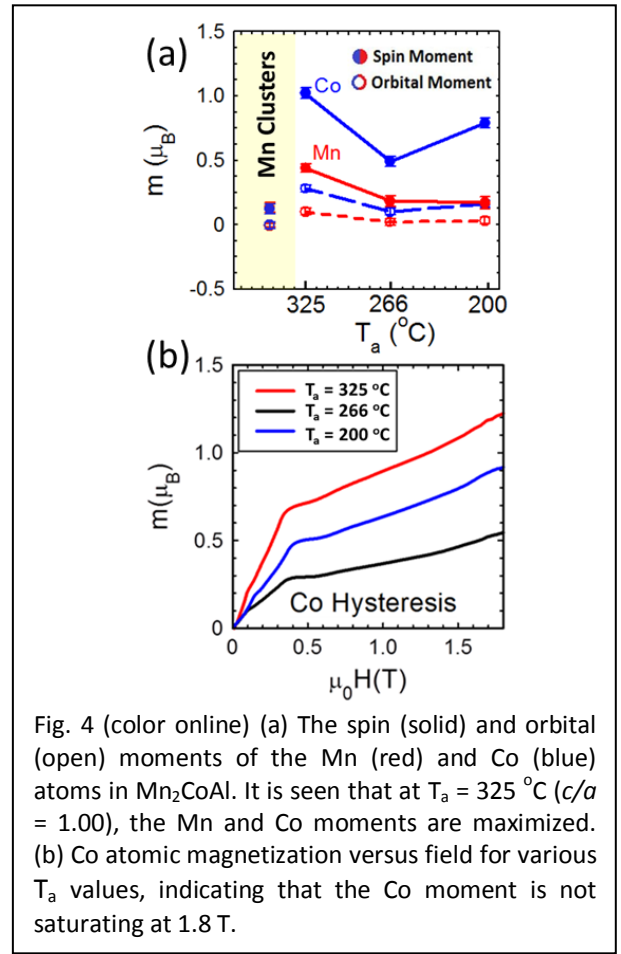 (a)
1.5
1.0
0.5
0
-0.5
m (μB)
Mn Clusters
Spin Moment
Orbital Moment
Co
Mn
325 266 200
Ta (oC)
(b)
1.5
1.0
0.5
0
m(μB)
Ta = 325 oC
Ta = 266 oC
Ta = 200 oC
Co Hysteresis
0 0.5 1.0 1.5
μ0H(T)
Fig. 4 (color online) (a) The spin (solid) and orbital
(open) moments of the Mn (red) and Co (blue)
atoms in Mn2CoAl. It is seen that at Ta = 325 oC (c/a
= 1.00), the Mn and Co moments are maximized.
(b) Co atomic magnetization versus field for various
Ta values, indicating that the Co moment is not
saturating at 1.8 T.